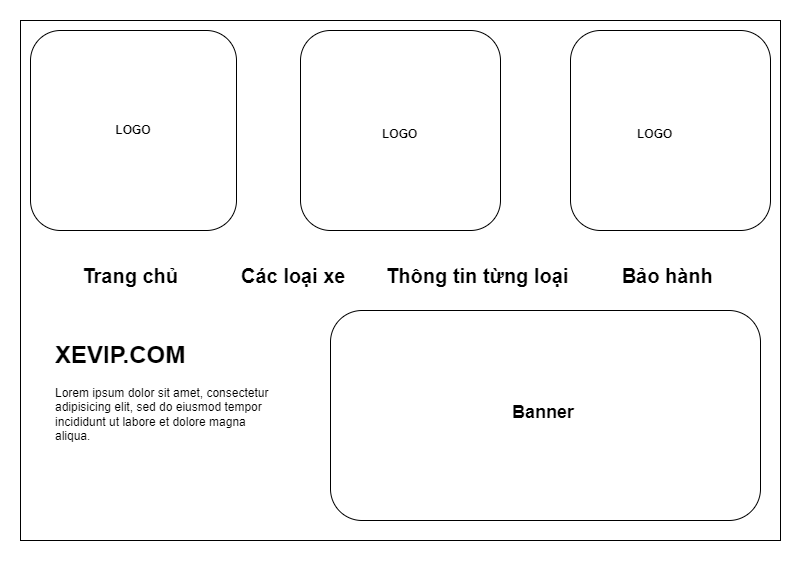 LOGO
LOGO
LOGO
Trang chủ
Các loại xe
Thông tin từng loại
Bảo hành
XEVIP.COM
Lorem ipsum dolor sit amet, consectetur
adipisicing elit, sed do eiusmod tempor
incididunt ut labore et dolore magna
aliqua.
Banner